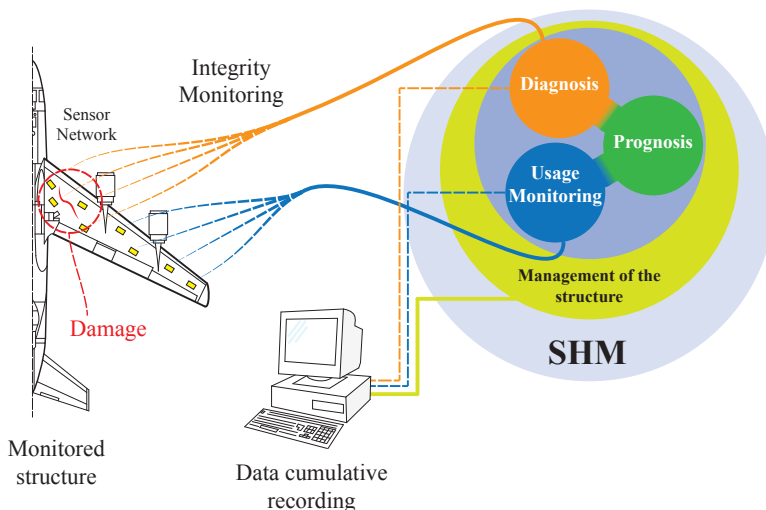 Integrity
Monitoring
Sensor
Network
Damage
Monitored
structure
Data cumulative
recording
Diagnosis
Prognosis
Usage
Monitoring
Management of the
structure
SHM